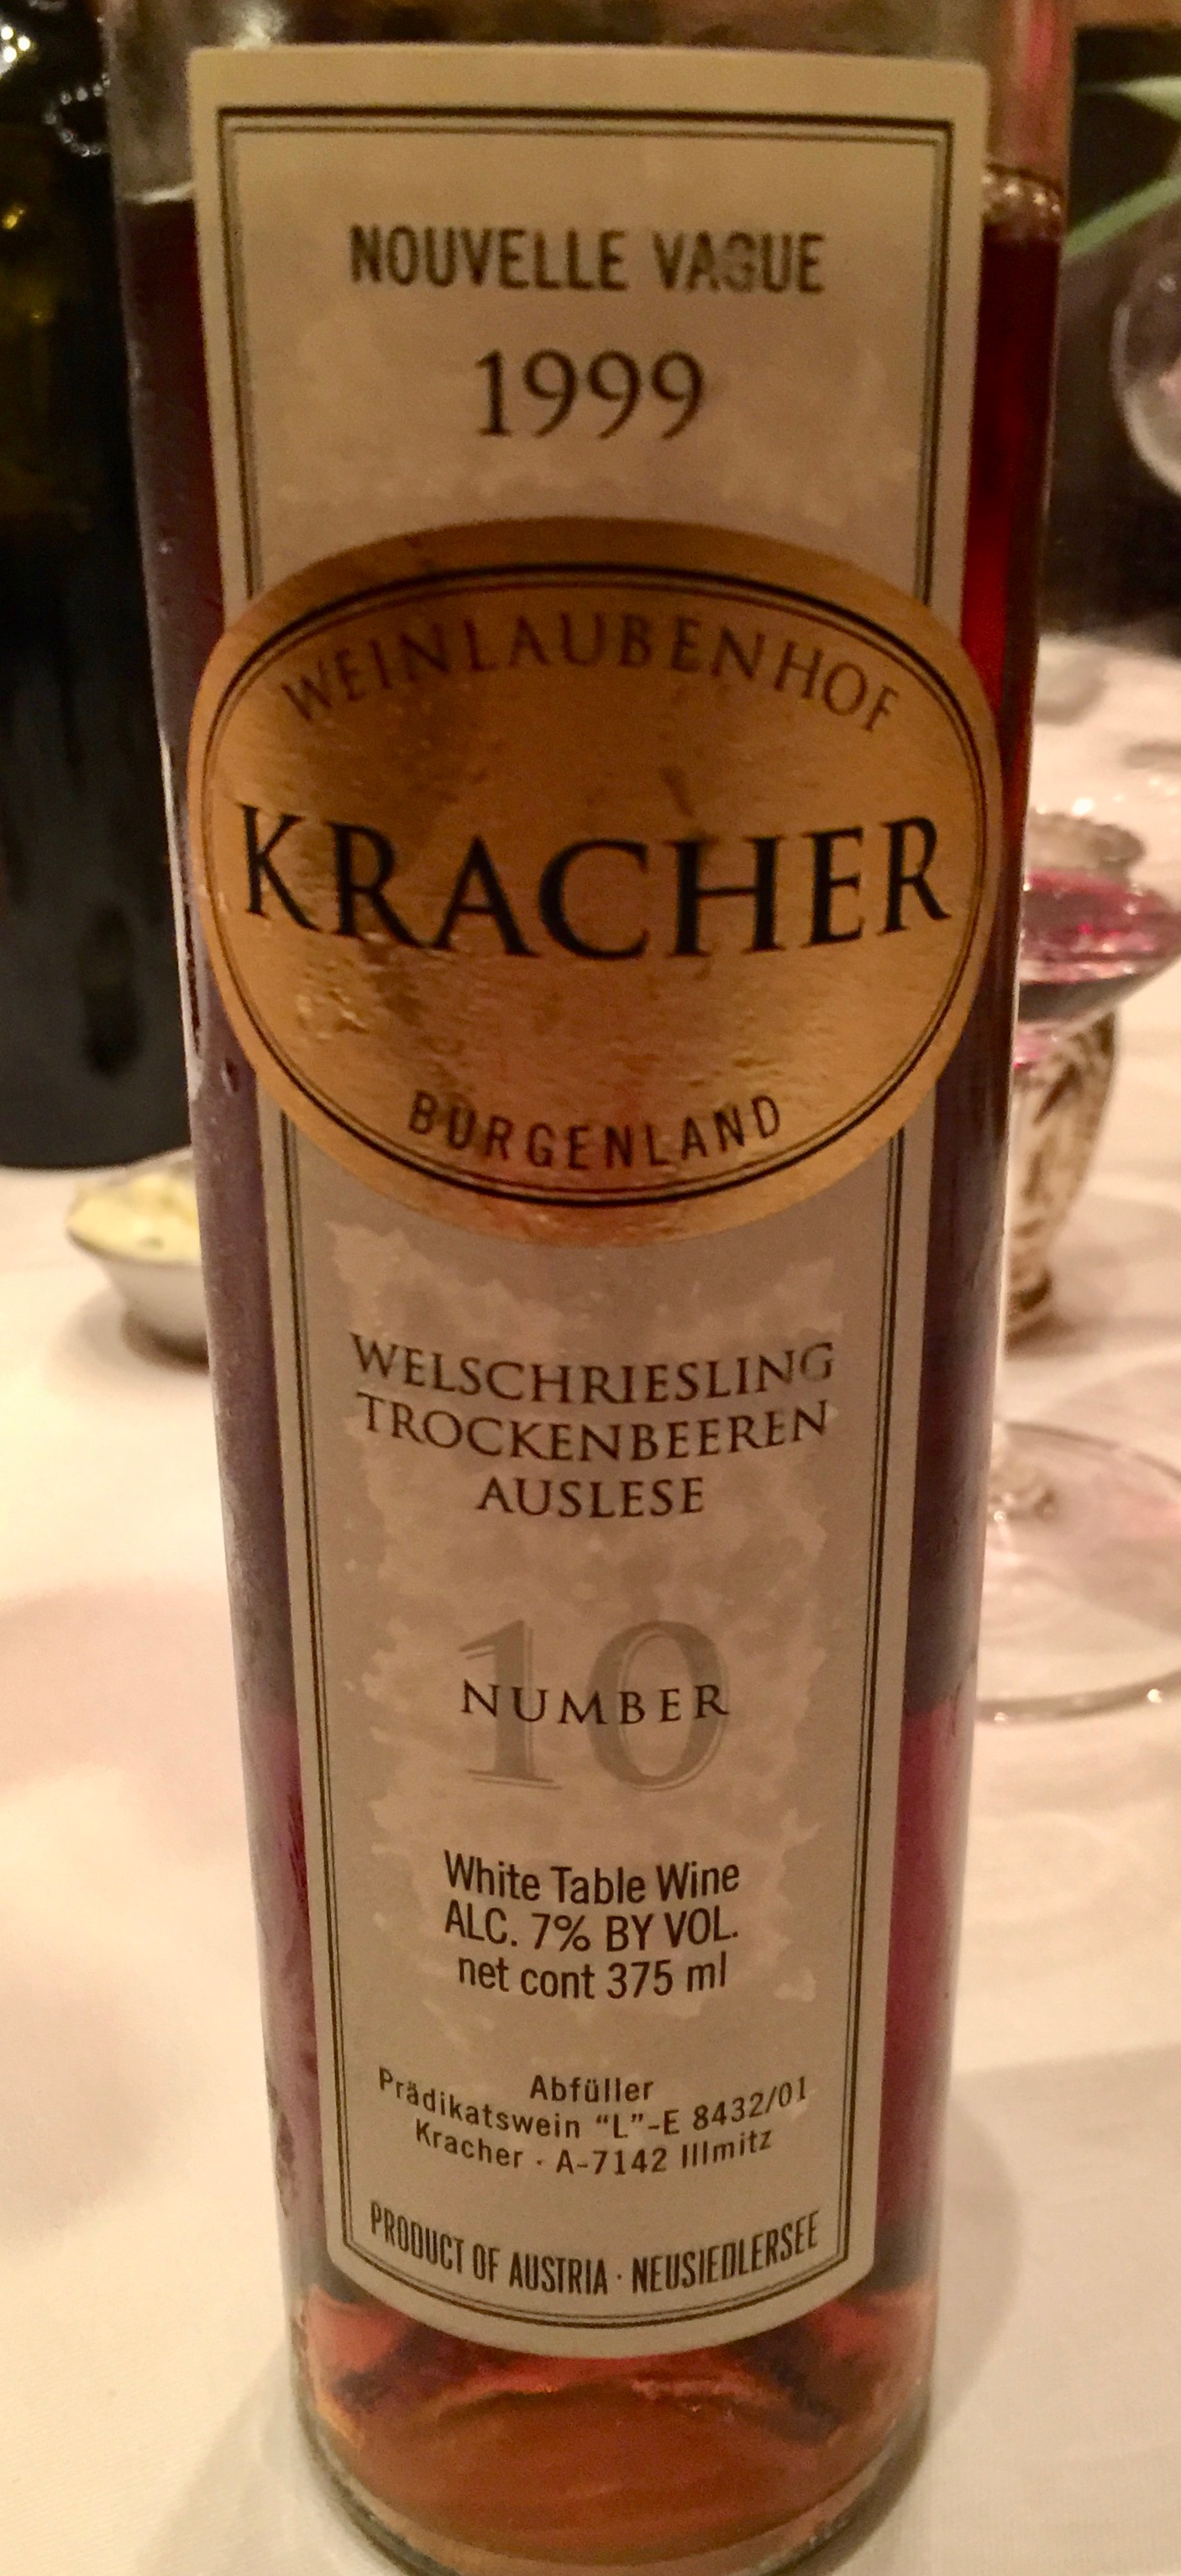 NOUVELLE VAGUE
1999
WEINLAUBENHOF
KRACHER
BURGENLAND
WELSCHRIESLING
TROCKENBEEREN
AUSLESE
10
NUMBER
White Table Wine
ALC. 7% BY VOL.
net cont 375 ml
Abfüller
Prädikatswein “L”-E 8432/01
Kracher · A-7142 Illmitz
PRODUCT OF AUSTRIA · NEUSIEDLERSEE